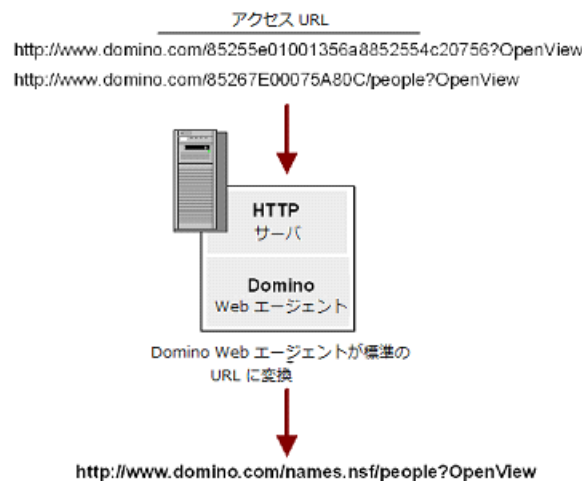 アクセス URL
http://www.domino.com/85255e01001356a8852554c20756?OpenView
http://www.domino.com/85267E00075A80C/people?OpenView
HTTP
サーバ
Domino
Web エージェント
Domino Web エージェントが標準の
URL に変換
http://www.domino.com/names.nsf/people?OpenView